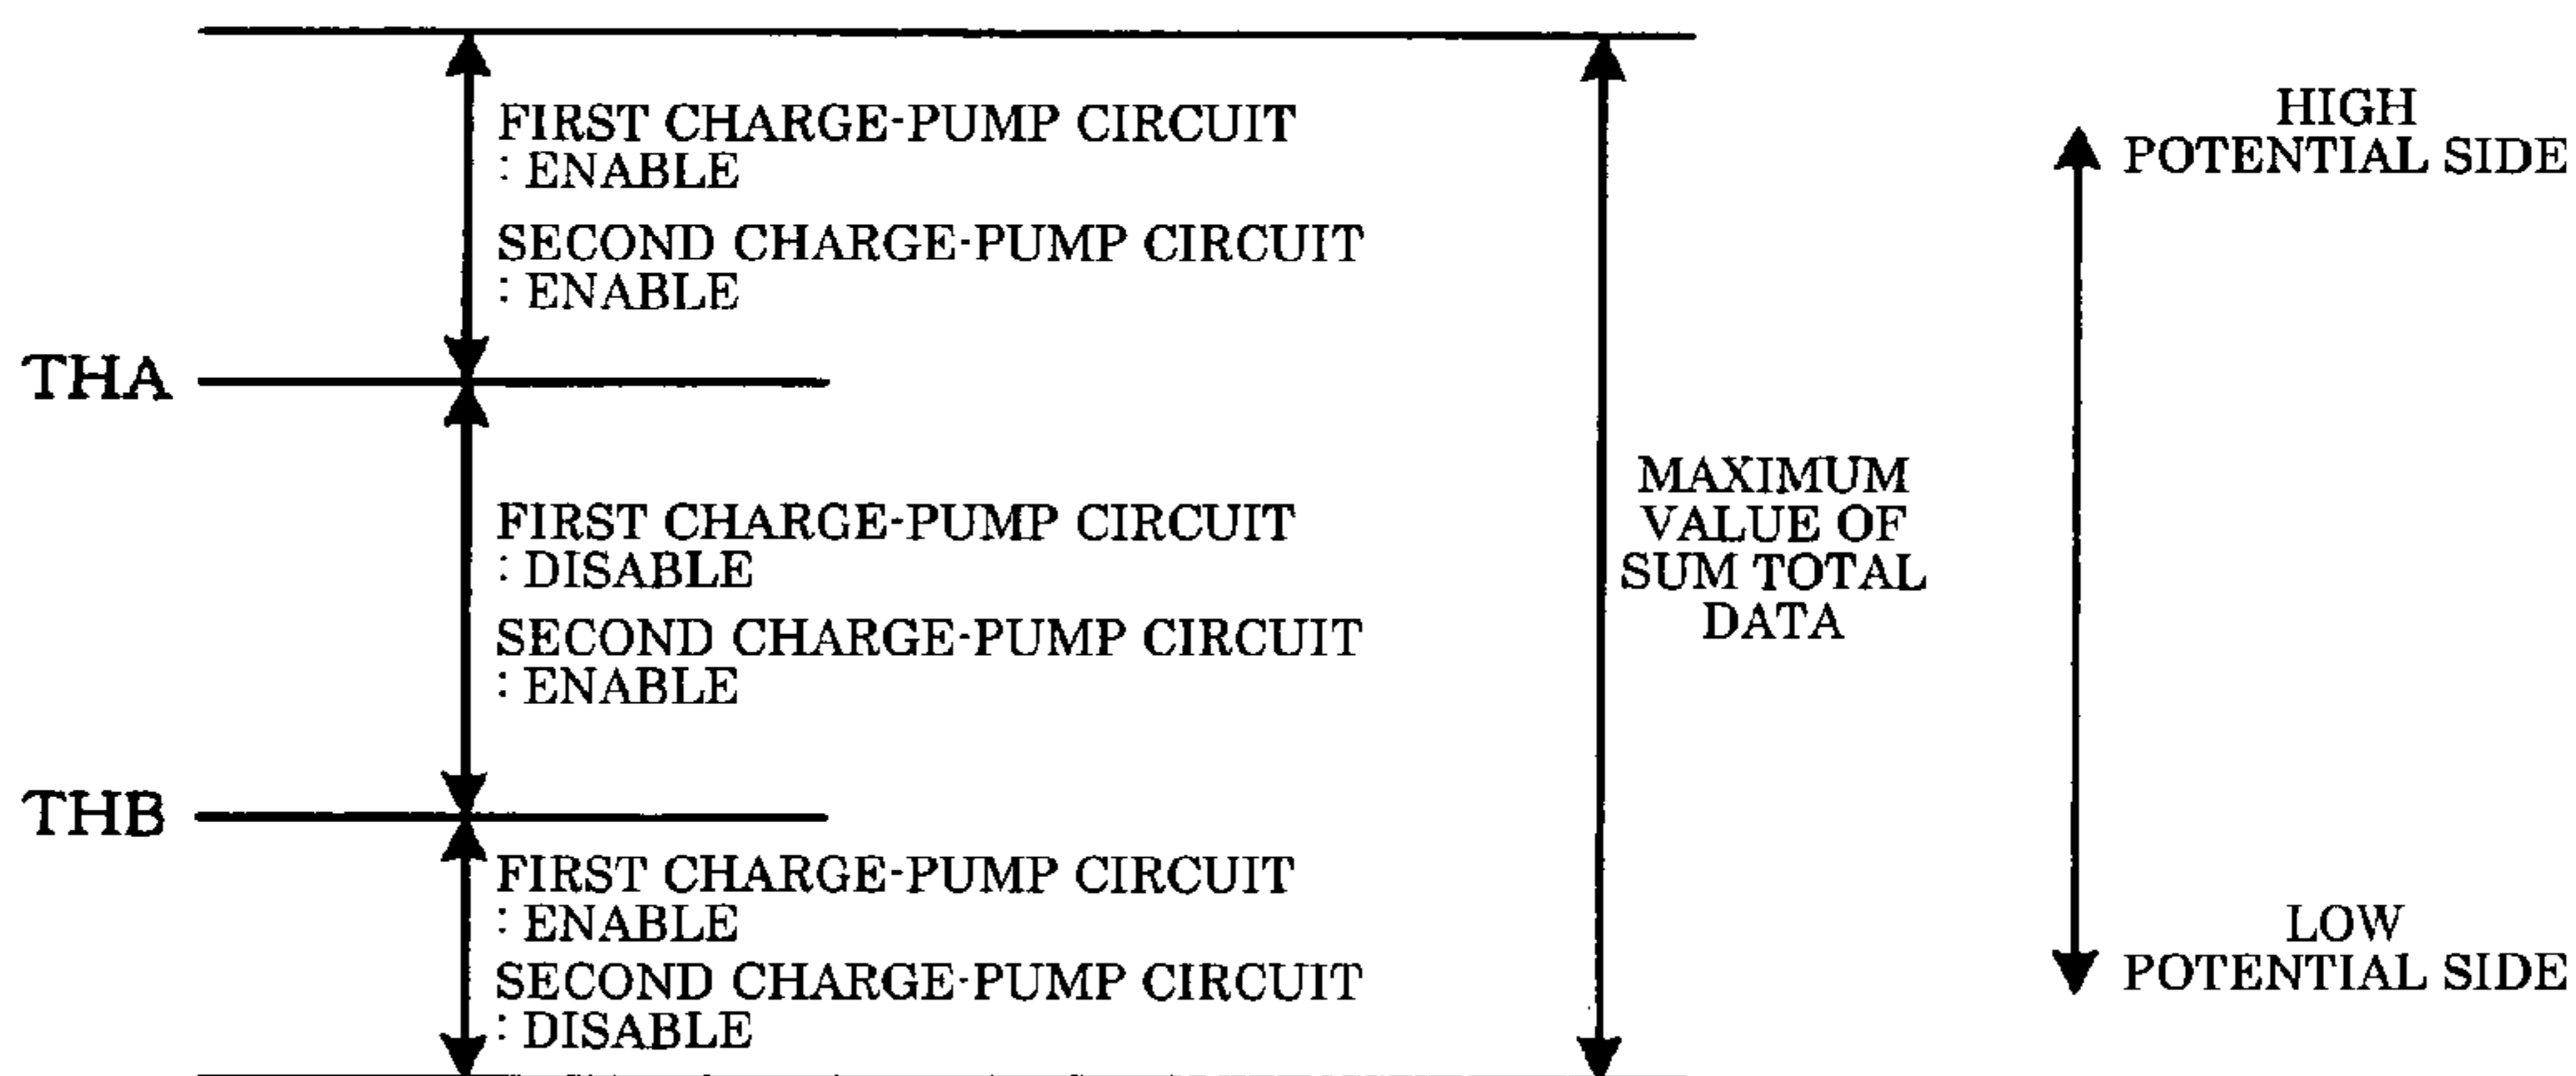 FIRST CHARGE-PUMP CIRCUIT
: ENABLE
SECOND CHARGE-PUMP CIRCUIT
: ENABLE
THA
FIRST CHARGE-PUMP CIRCUIT
: DISABLE
SECOND CHARGE-PUMP CIRCUIT
: ENABLE
THB
FIRST CHARGE-PUMP CIRCUIT
: ENABLE
SECOND CHARGE-PUMP CIRCUIT
: DISABLE
MAXIMUM
VALUE OF
SUM TOTAL
DATA
HIGH
POTENTIAL SIDE
LOW
POTENTIAL SIDE